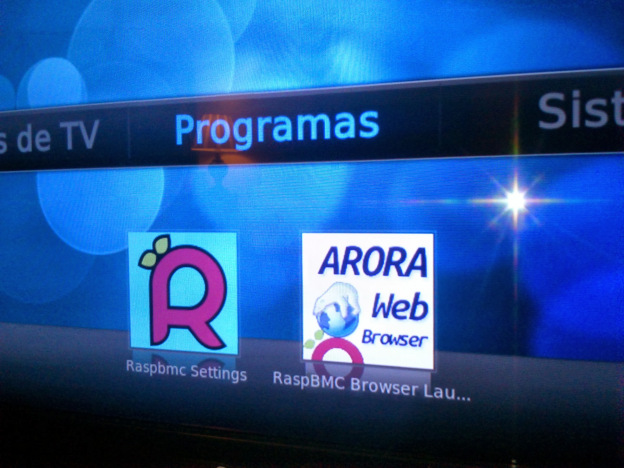 s de TV Programas Sist
R ARORA
Web
Browser
Raspbmc Settings RaspBMC Browser Lau...